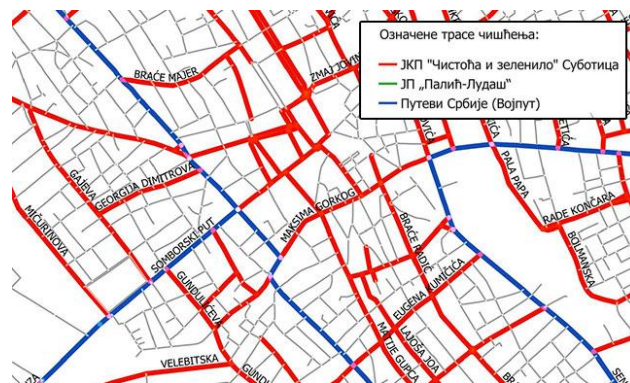 Означене трасе чишћења:
ЈКП "Чистоћа и зеленило" Суботица
ЈП „Палић-Лудаш“
Путеви Србије (Војпут)
BRAĆE MAJER
ZMAJ JOVIN
GAJEVA
GEORGIJA DIMITROVA
MIČURINOVA
SOMBORSKI PUT
MAKSIMA GORKOG
GUNDULIĆEVA
VELEBITSKA
GUNDU
BRAĆE RADIĆ
EUGENA KUMIČIĆA
MATIJE GUPCA
LAJOŠA JOA
PALA PAPA
RADE KONČARA
BOLMANSKA